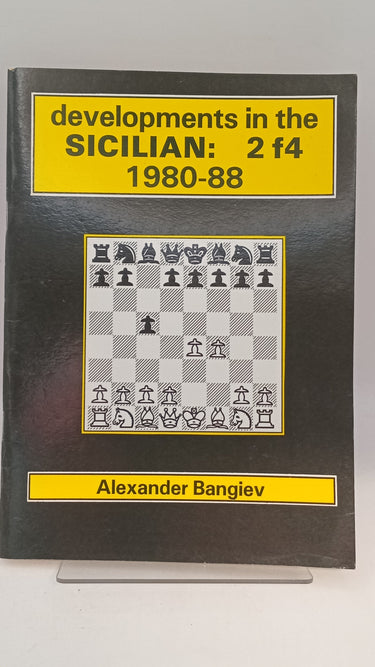 developments in the
SICILIAN: 2 f4
1980-88
Alexander Bangiev